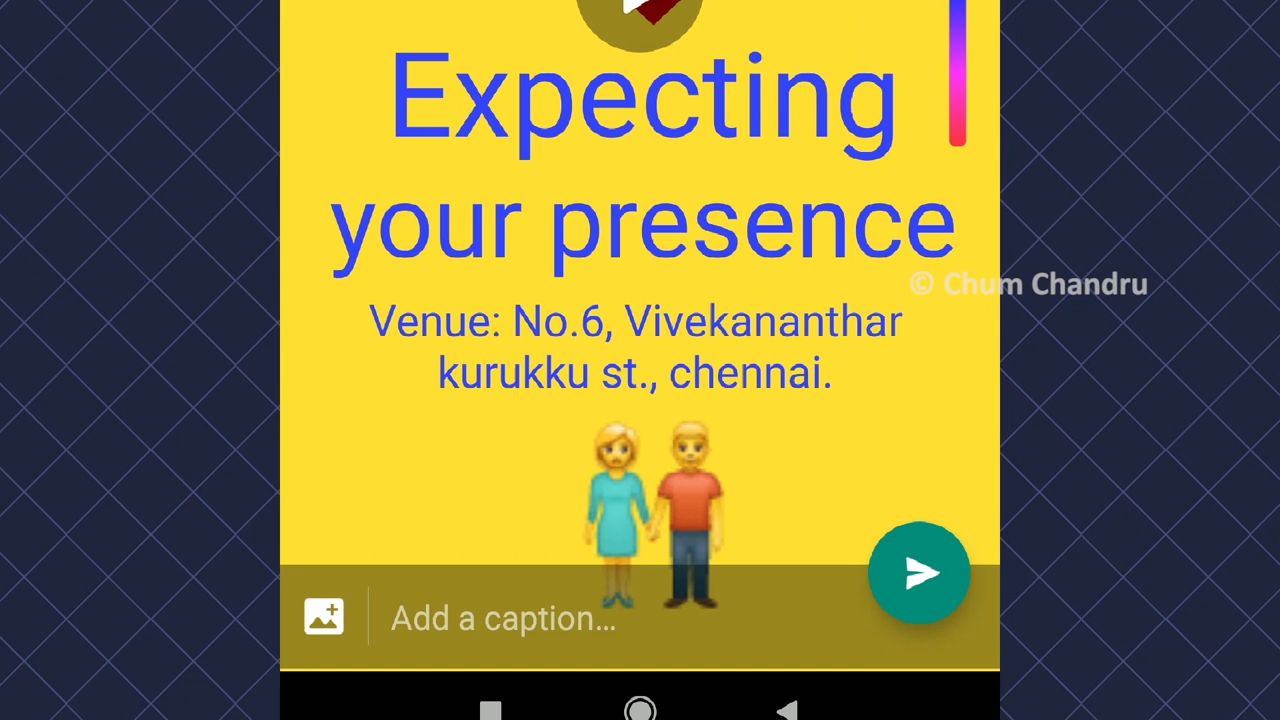 Expecting
your presence
© Chum Chandru
Venue: No.6, Vivekananthar
kurukku st., chennai.
Add a caption...